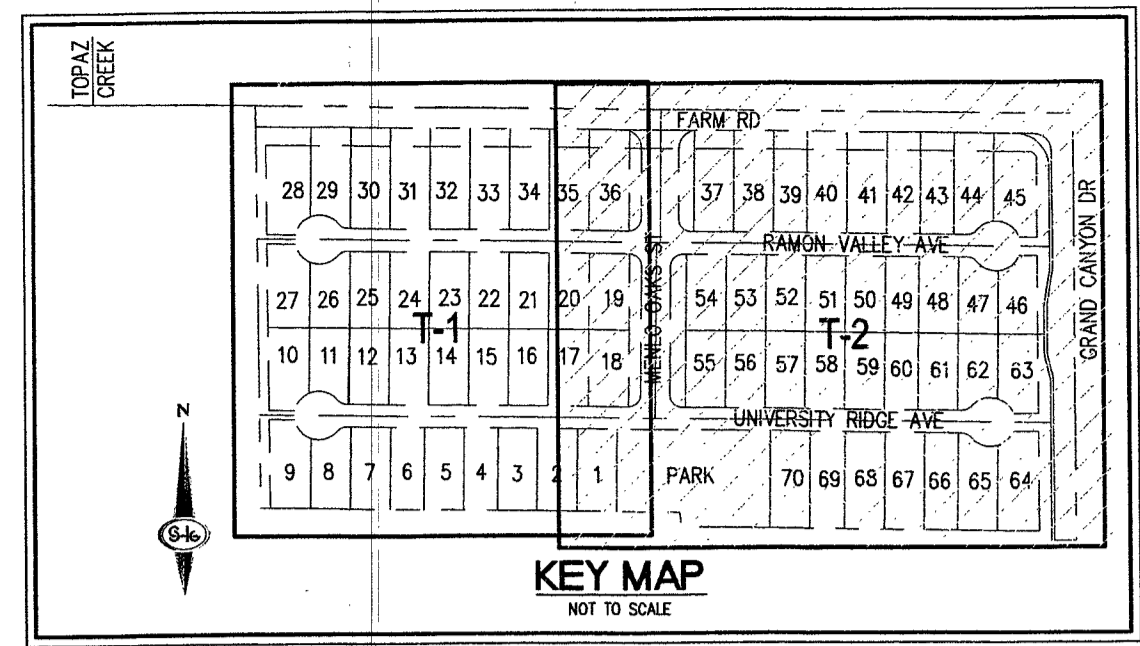 TOPAZ
CREEK
FARM RD
28 29 30 31 32 33 34 35 36 37 38 39 40 41 42 43 44 45
RAMON VALLEY AVE
MENLO OAKS ST
GRAND CANYON DR
27 26 25 24 23 22 21 20 19 54 53 52 51 50 49 48 47 46
T-1 T-2
10 11 12 13 14 15 16 17 18 55 56 57 58 59 60 61 62 63
UNIVERSITY RIDGE AVE
9 8 7 6 5 4 3 2 1 PARK 70 69 68 67 66 65 64
N
S-16
KEY MAP
NOT TO SCALE